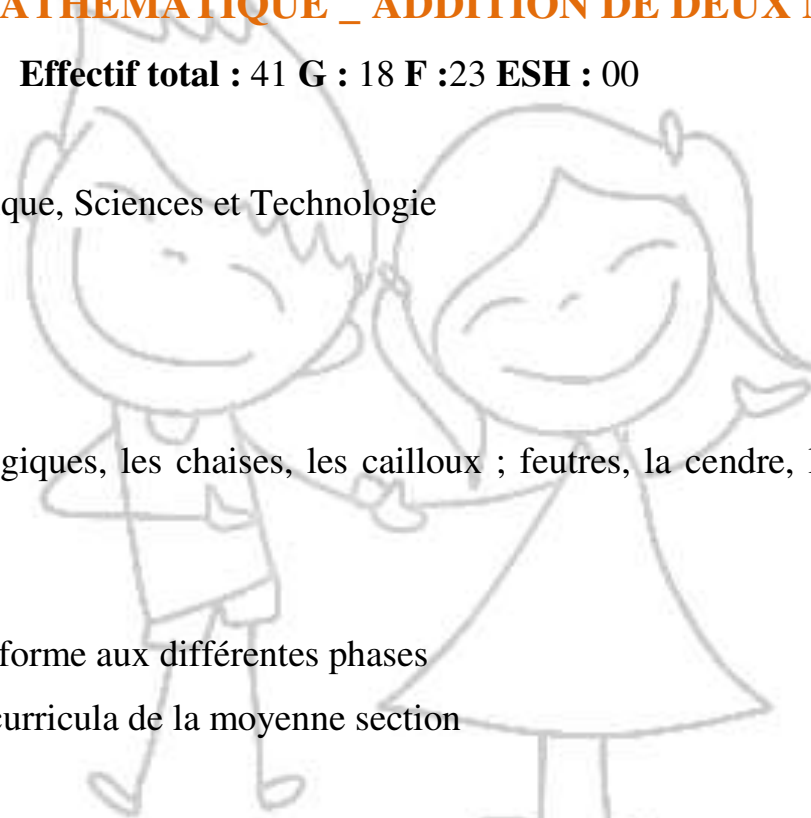 ATHÉMATIQUE _ ADDITION DE DEUX
Effectif total : 41 G : 18 F :23 ESH : 00
que, Sciences et Technologie
giques, les chaises, les cailloux ; feutres, la cendre,
forme aux différentes phases
curricula de la moyenne section